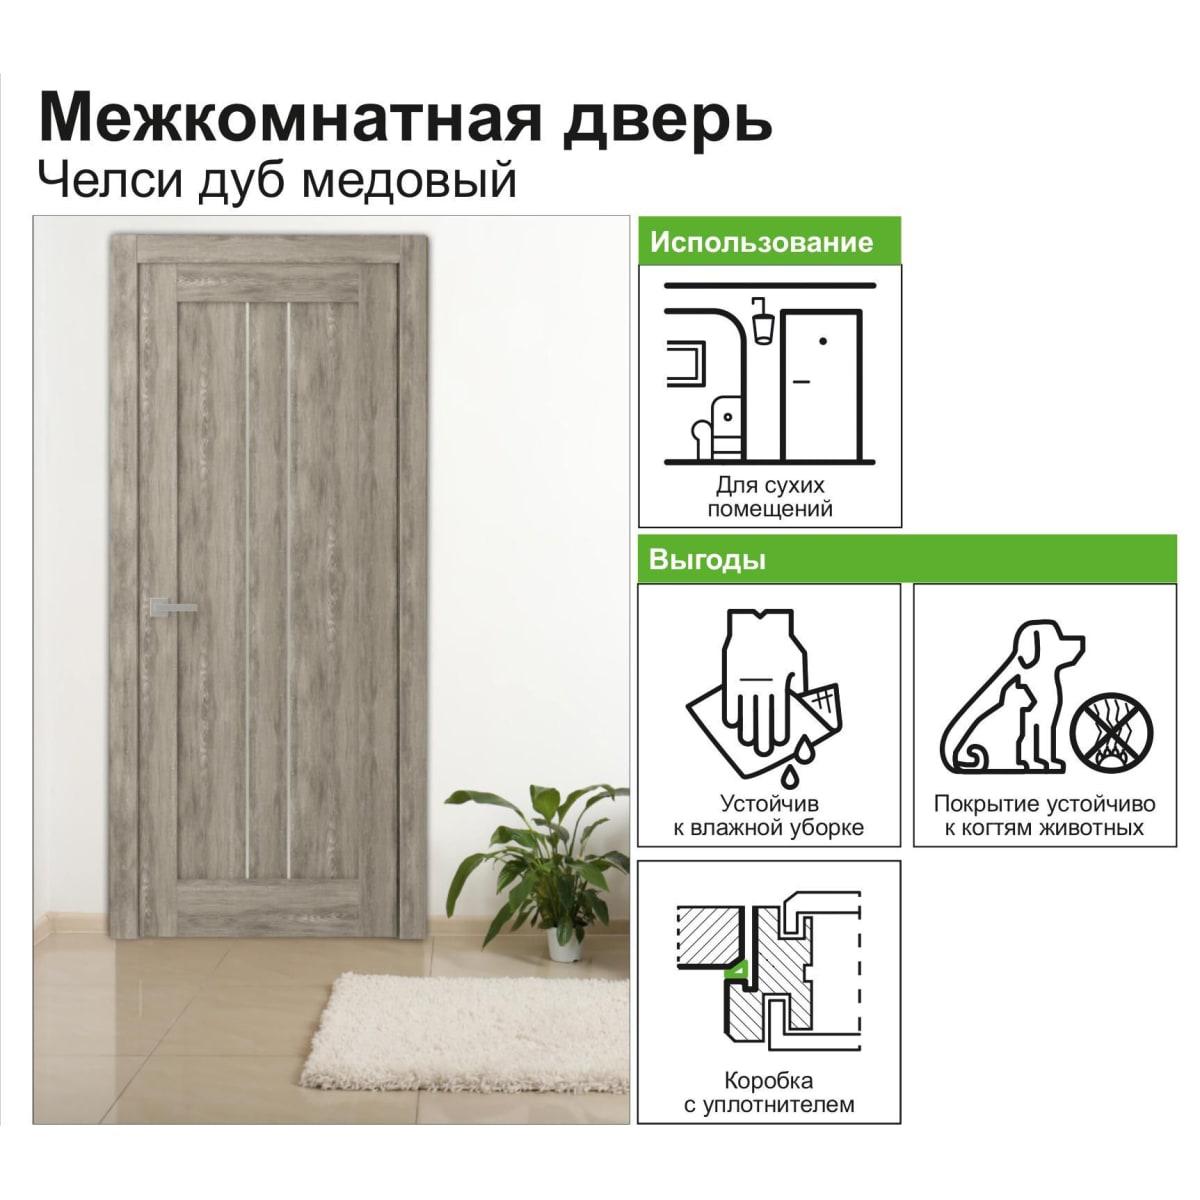 Межкомнатная дверь
Челси дуб медовый
Использование
Для сухих
помещений
Выгоды
Устойчив
к влажной уборке
Покрытие устойчиво
к когтям животных
Коробка
с уплотнителем